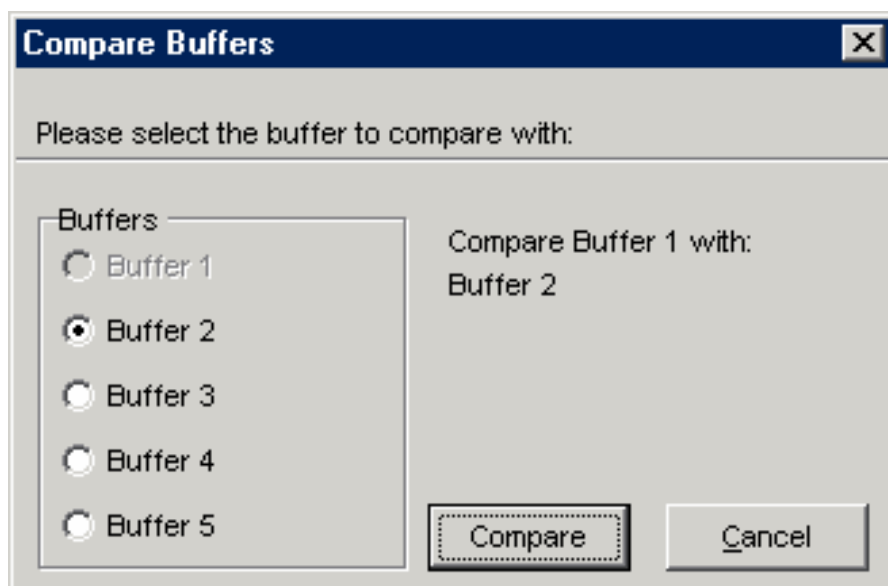 Compare Buffers
Please select the buffer to compare with:
Buffers
Buffer 1
Buffer 2
Buffer 3
Buffer 4
Buffer 5
Compare Buffer 1 with:
Buffer 2
Compare
Cancel